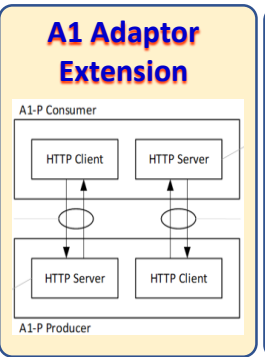 A1 Adaptor
Extension
A1-P Consumer
HTTP Client
HTTP Server
HTTP Server
HTTP Client
A1-P Producer